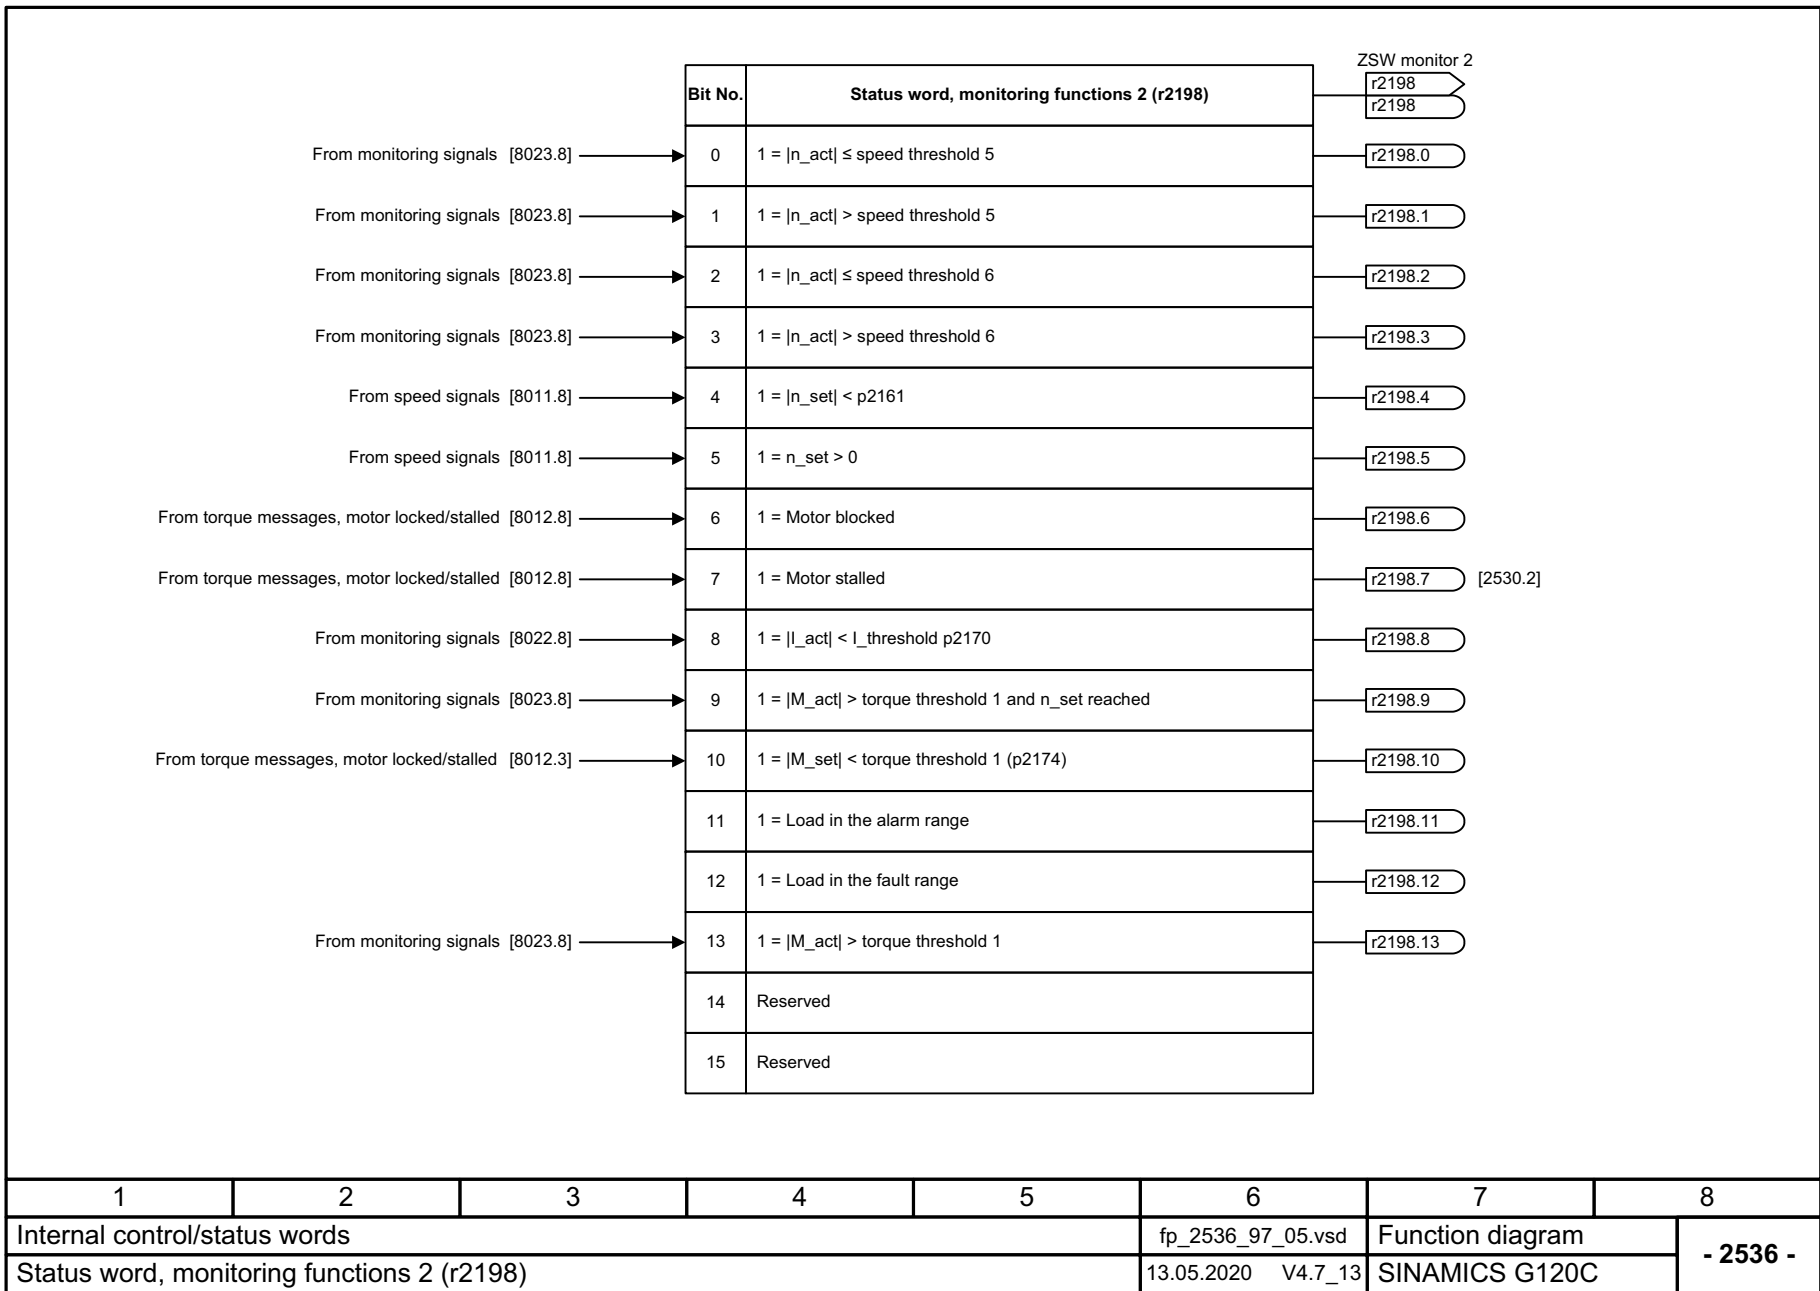 ZSW monitor 2
Bit No. Status word, monitoring functions 2 (r2198) r2198
r2198
From monitoring signals [8023.8] 0 1 = |n_act| ≤ speed threshold 5 r2198.0
From monitoring signals [8023.8] 1 1 = |n_act| > speed threshold 5 r2198.1
From monitoring signals [8023.8] 2 1 = |n_act| ≤ speed threshold 6 r2198.2
From monitoring signals [8023.8] 3 1 = |n_act| > speed threshold 6 r2198.3
From speed signals [8011.8] 4 1 = |n_set| < p2161 r2198.4
From speed signals [8011.8] 5 1 = n_set > 0 r2198.5
From torque messages, motor locked/stalled [8012.8] 6 1 = Motor blocked r2198.6
From torque messages, motor locked/stalled [8012.8] 7 1 = Motor stalled r2198.7 [2530.2]
From monitoring signals [8022.8] 8 1 = |I_act| < I_threshold p2170 r2198.8
From monitoring signals [8023.8] 9 1 = |M_act| > torque threshold 1 and n_set reached r2198.9
From torque messages, motor locked/stalled [8012.3] 10 1 = |M_set| < torque threshold 1 (p2174) r2198.10
11 1 = Load in the alarm range r2198.11
12 1 = Load in the fault range r2198.12
From monitoring signals [8023.8] 13 1 = |M_act| > torque threshold 1 r2198.13
14 Reserved
15 Reserved
1 2 3 4 5 6 7 8
Internal control/status words fp_2536_97_05.vsd Function diagram - 2536 -
Status word, monitoring functions 2 (r2198) 13.05.2020 V4.7_13 SINAMICS G120C